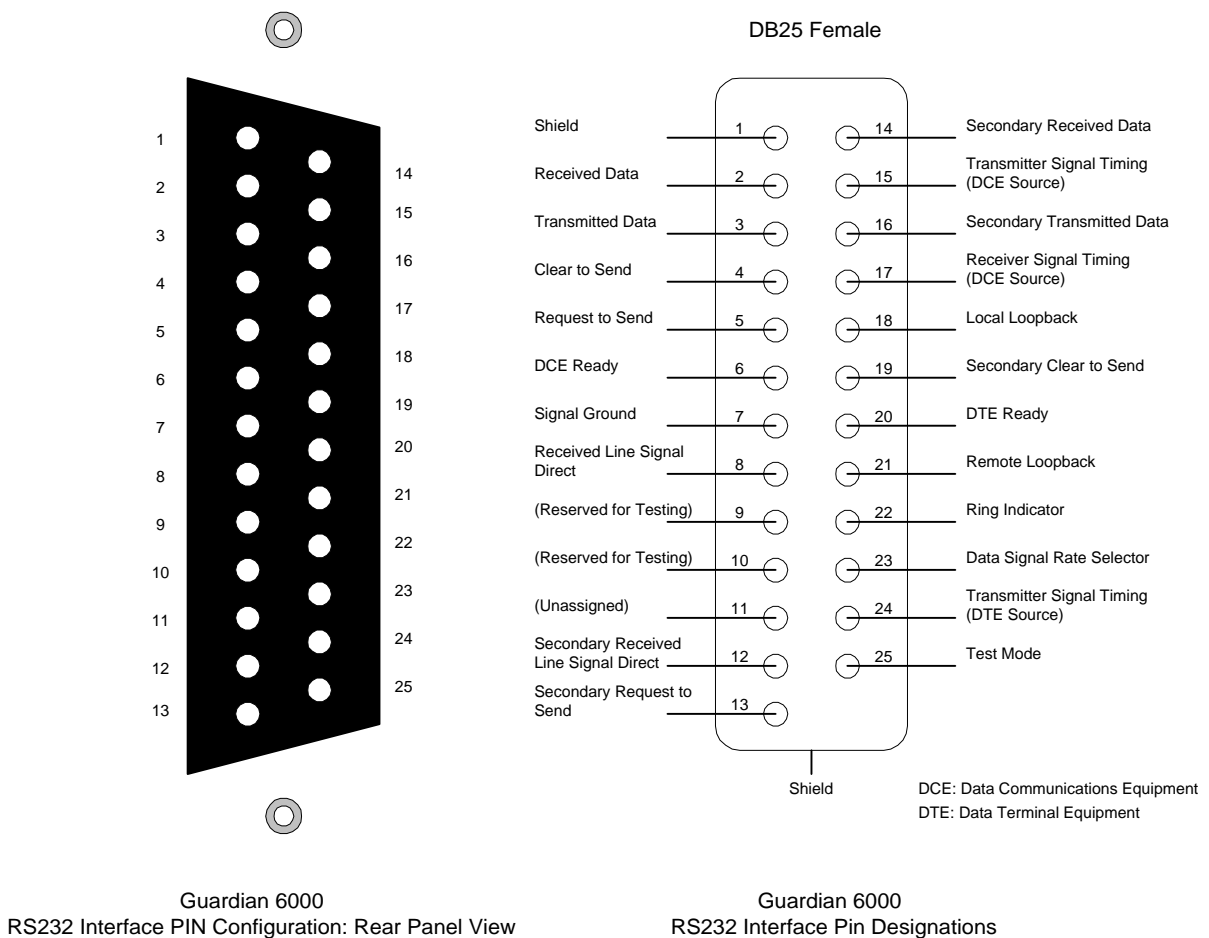 DB25 Female
1
2
3
4
5
6
7
8
9
10
11
12
13
14
15
16
17
18
19
20
21
22
23
24
25
Shield
1
Received Data
2
Transmitted Data
3
Clear to Send
4
Request to Send
5
DCE Ready
6
Signal Ground
7
Received Line Signal
Direct
8
(Reserved for Testing)
9
(Reserved for Testing)
10
(Unassigned)
11
Secondary Received
Line Signal Direct
12
Secondary Request to
Send
13
14
Secondary Received Data
15
Transmitter Signal Timing
(DCE Source)
16
Secondary Transmitted Data
17
Receiver Signal Timing
(DCE Source)
18
Local Loopback
19
Secondary Clear to Send
20
DTE Ready
21
Remote Loopback
22
Ring Indicator
23
Data Signal Rate Selector
24
Transmitter Signal Timing
(DTE Source)
25
Test Mode
Shield
DCE: Data Communications Equipment
DTE: Data Terminal Equipment
Guardian 6000
RS232 Interface PIN Configuration: Rear Panel View
Guardian 6000
RS232 Interface Pin Designations